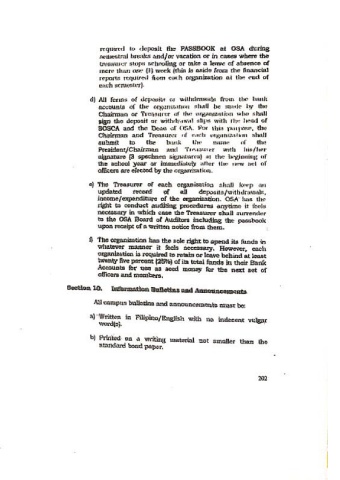 required to deposit the PASSBOOK at OSA during
semestral breaks and/or vacation or in cases where the
treasurer stops schooling or take a leave of absence of
more than one (1) week (this is aside from the financial
reports required from each organization at the end of
each semester).
d) All forms of deposits or withdrawals from the bank
accounts of the organization shall be made by the
Chairman or Treasurer of the organization who shall
sign the deposit or withdrawal slips with the head of
SOSCA and the Dean of OSA. For this purpose, the
Chairman and Treasurer of each organization shall
submit to the bank the name of the
President/Chairman and Treasurer with his/her
signature (3 specimen signatures) at the beginning of
the school year or immediately after the new set of
officers are elected by the organization.
e) The Treasurer of each organization shall keep an
updated record of all deposits/withdrawals,
income/expenditure of the organization. OSA has the
right to conduct auditing procedures anytime it feels
necessary in which case the Treasurer shall surrender
to the OSA Board of Auditors including the passbook
upon receipt of a written notice from them.
f) The organization has the sole right to spend its funds in
whatever manner it feels necessary. However, each
organization is required to retain or leave behind at least
twenty five percent (25%) of its total funds in their Bank
Accounts for use as seed money for the next set of
officers and members.
Section 10. Information Bulletins and Announcements
All campus bulletins and announcements must be:
a) Written in Filipino/English with no indecent vulgar
word(s).
b) Printed on a writing material not smaller than the
standard bond paper.
202